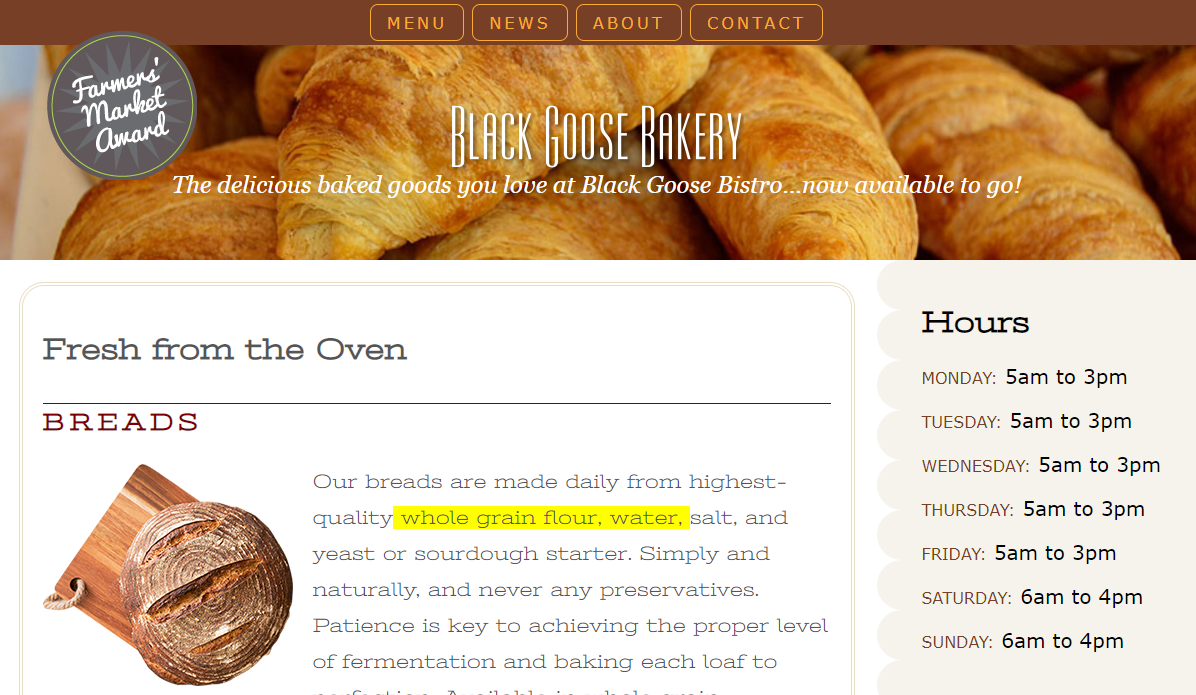 MENU NEWS ABOUT CONTACT
Farmers'
Market
Award
Black Goose Bakery
The delicious baked goods you love at Black Goose Bistro...now available to go!
Fresh from the Oven
BREADS
Our breads are made daily from highest-
quality whole grain flour, water, salt, and
yeast or sourdough starter. Simply and
naturally, and never any preservatives.
Patience is key to achieving the proper level
of fermentation and baking each loaf to
perfection. Available in whole grain,
Hours
MONDAY: 5am to 3pm
TUESDAY: 5am to 3pm
WEDNESDAY: 5am to 3pm
THURSDAY: 5am to 3pm
FRIDAY: 5am to 3pm
SATURDAY: 6am to 4pm
SUNDAY: 6am to 4pm